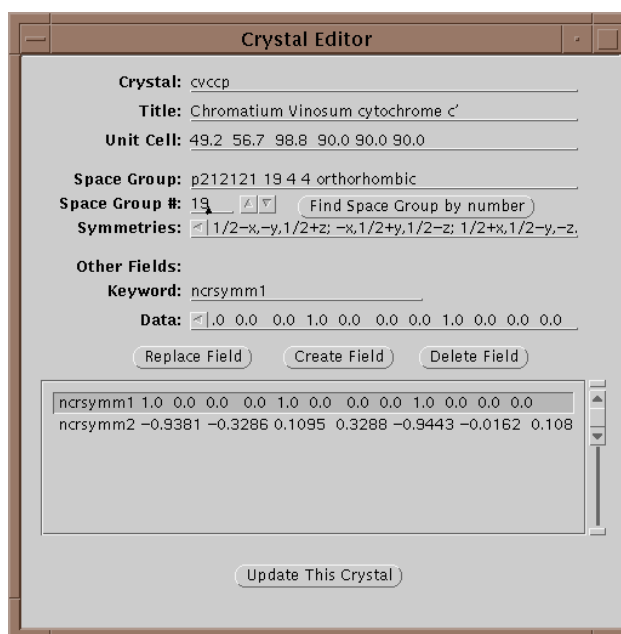 Crystal Editor
Crystal: cvccp
Title: Chromatium Vinosum cytochrome c′
Unit Cell: 49.2 56.7 98.8 90.0 90.0 90.0
Space Group: p212121 19 4 4 orthorhombic
Space Group #: 19 Find Space Group by number
Symmetries: 1/2−x,−y,1/2+z; −x,1/2+y,1/2−z; 1/2+x,1/2−y,−z.
Other Fields:
Keyword: ncrsymm1
Data: .0 0.0 0.0 1.0 0.0 0.0 0.0 1.0 0.0 0.0 0.0
Replace Field Create Field Delete Field
ncrsymm1 1.0 0.0 0.0 0.0 1.0 0.0 0.0 0.0 1.0 0.0 0.0 0.0
ncrsymm2 −0.9381 −0.3286 0.1095 0.3288 −0.9443 −0.0162 0.108
Update This Crystal